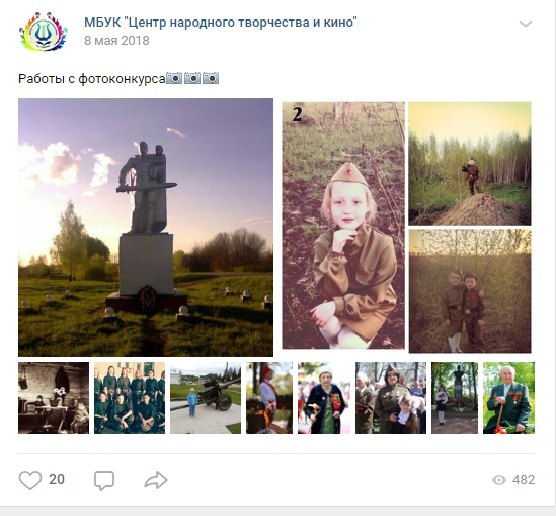 МБУК "Центр народного творчества и кино"
8 мая 2018
Работы с фотоконкурса
2
20
482